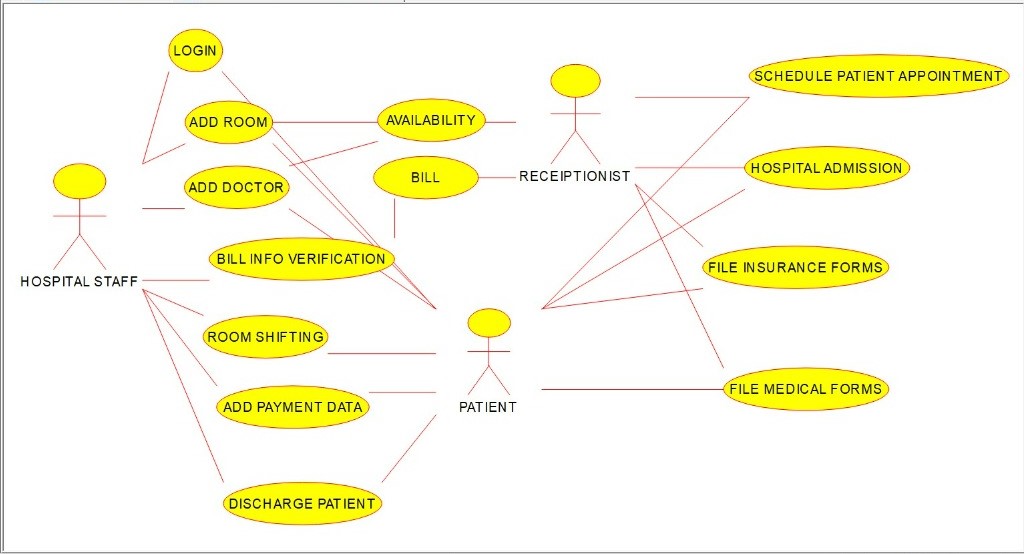 LOGIN
ADD ROOM
ADD DOCTOR
BILL INFO VERIFICATION
HOSPITAL STAFF
ROOM SHIFTING
ADD PAYMENT DATA
DISCHARGE PATIENT
AVAILABILITY
BILL
RECEIPTIONIST
PATIENT
SCHEDULE PATIENT APPOINTMENT
HOSPITAL ADMISSION
FILE INSURANCE FORMS
FILE MEDICAL FORMS